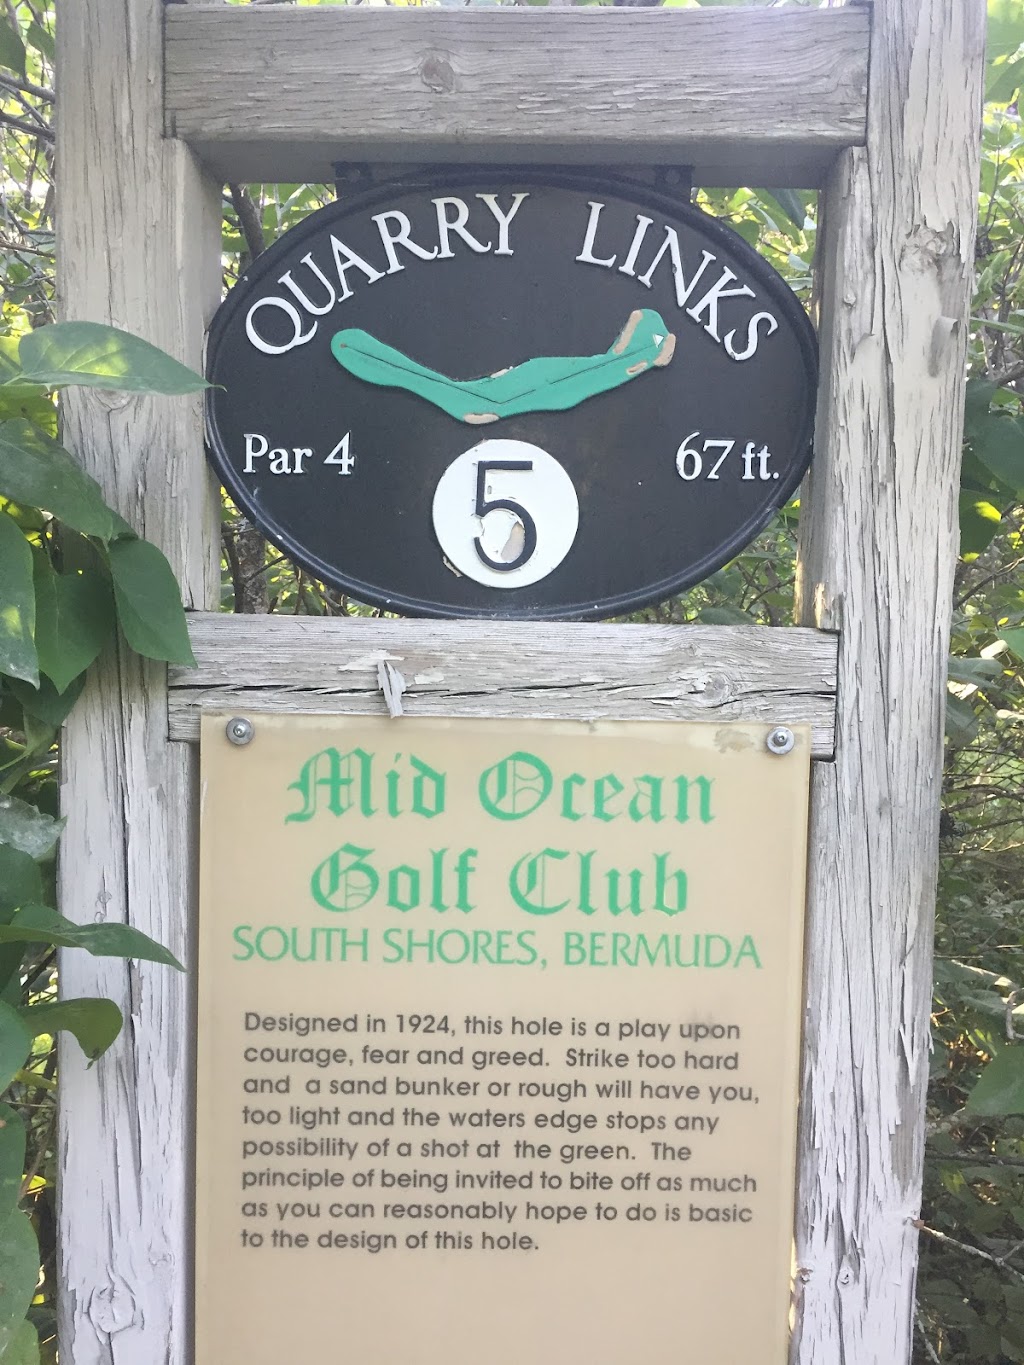 QUARRY LINKS
Par 4
67 ft.
5
Mid Ocean
Golf Club
SOUTH SHORES, BERMUDA
Designed in 1924, this hole is a play upon
courage, fear and greed.  Strike too hard
and  a sand bunker or rough will have you,
too light and the waters edge stops any
possibility of a shot at  the green.  The
principle of being invited to bite off as much
as you can reasonably hope to do is basic
to the design of this hole.